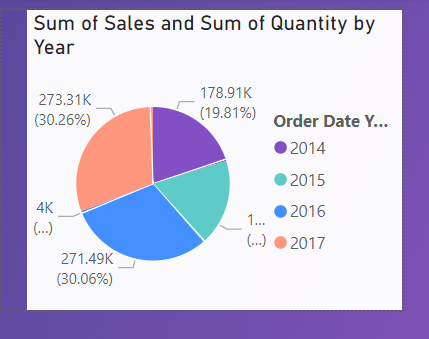 Sum of Sales and Sum of Quantity by
Year
273.31K
(30.26%)
178.91K
(19.81%)
Order Date Y...
2014
2015
2016
2017
4K
(...)
1...
(...)
271.49K
(30.06%)